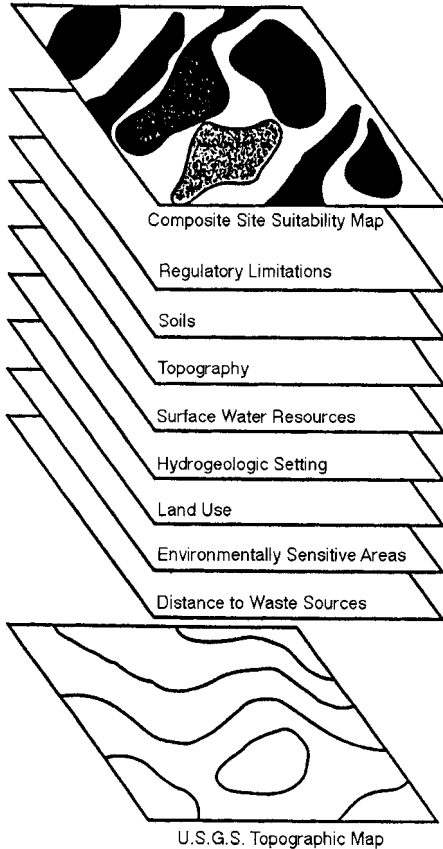 Composite Site Suitability Map
Regulatory Limitations
Soils
Topography
Surface Water Resources
Hydrogeologic Setting
Land Use
Environmentally Sensitive Areas
Distance to Waste Sources
U.S.G.S. Topographic Map